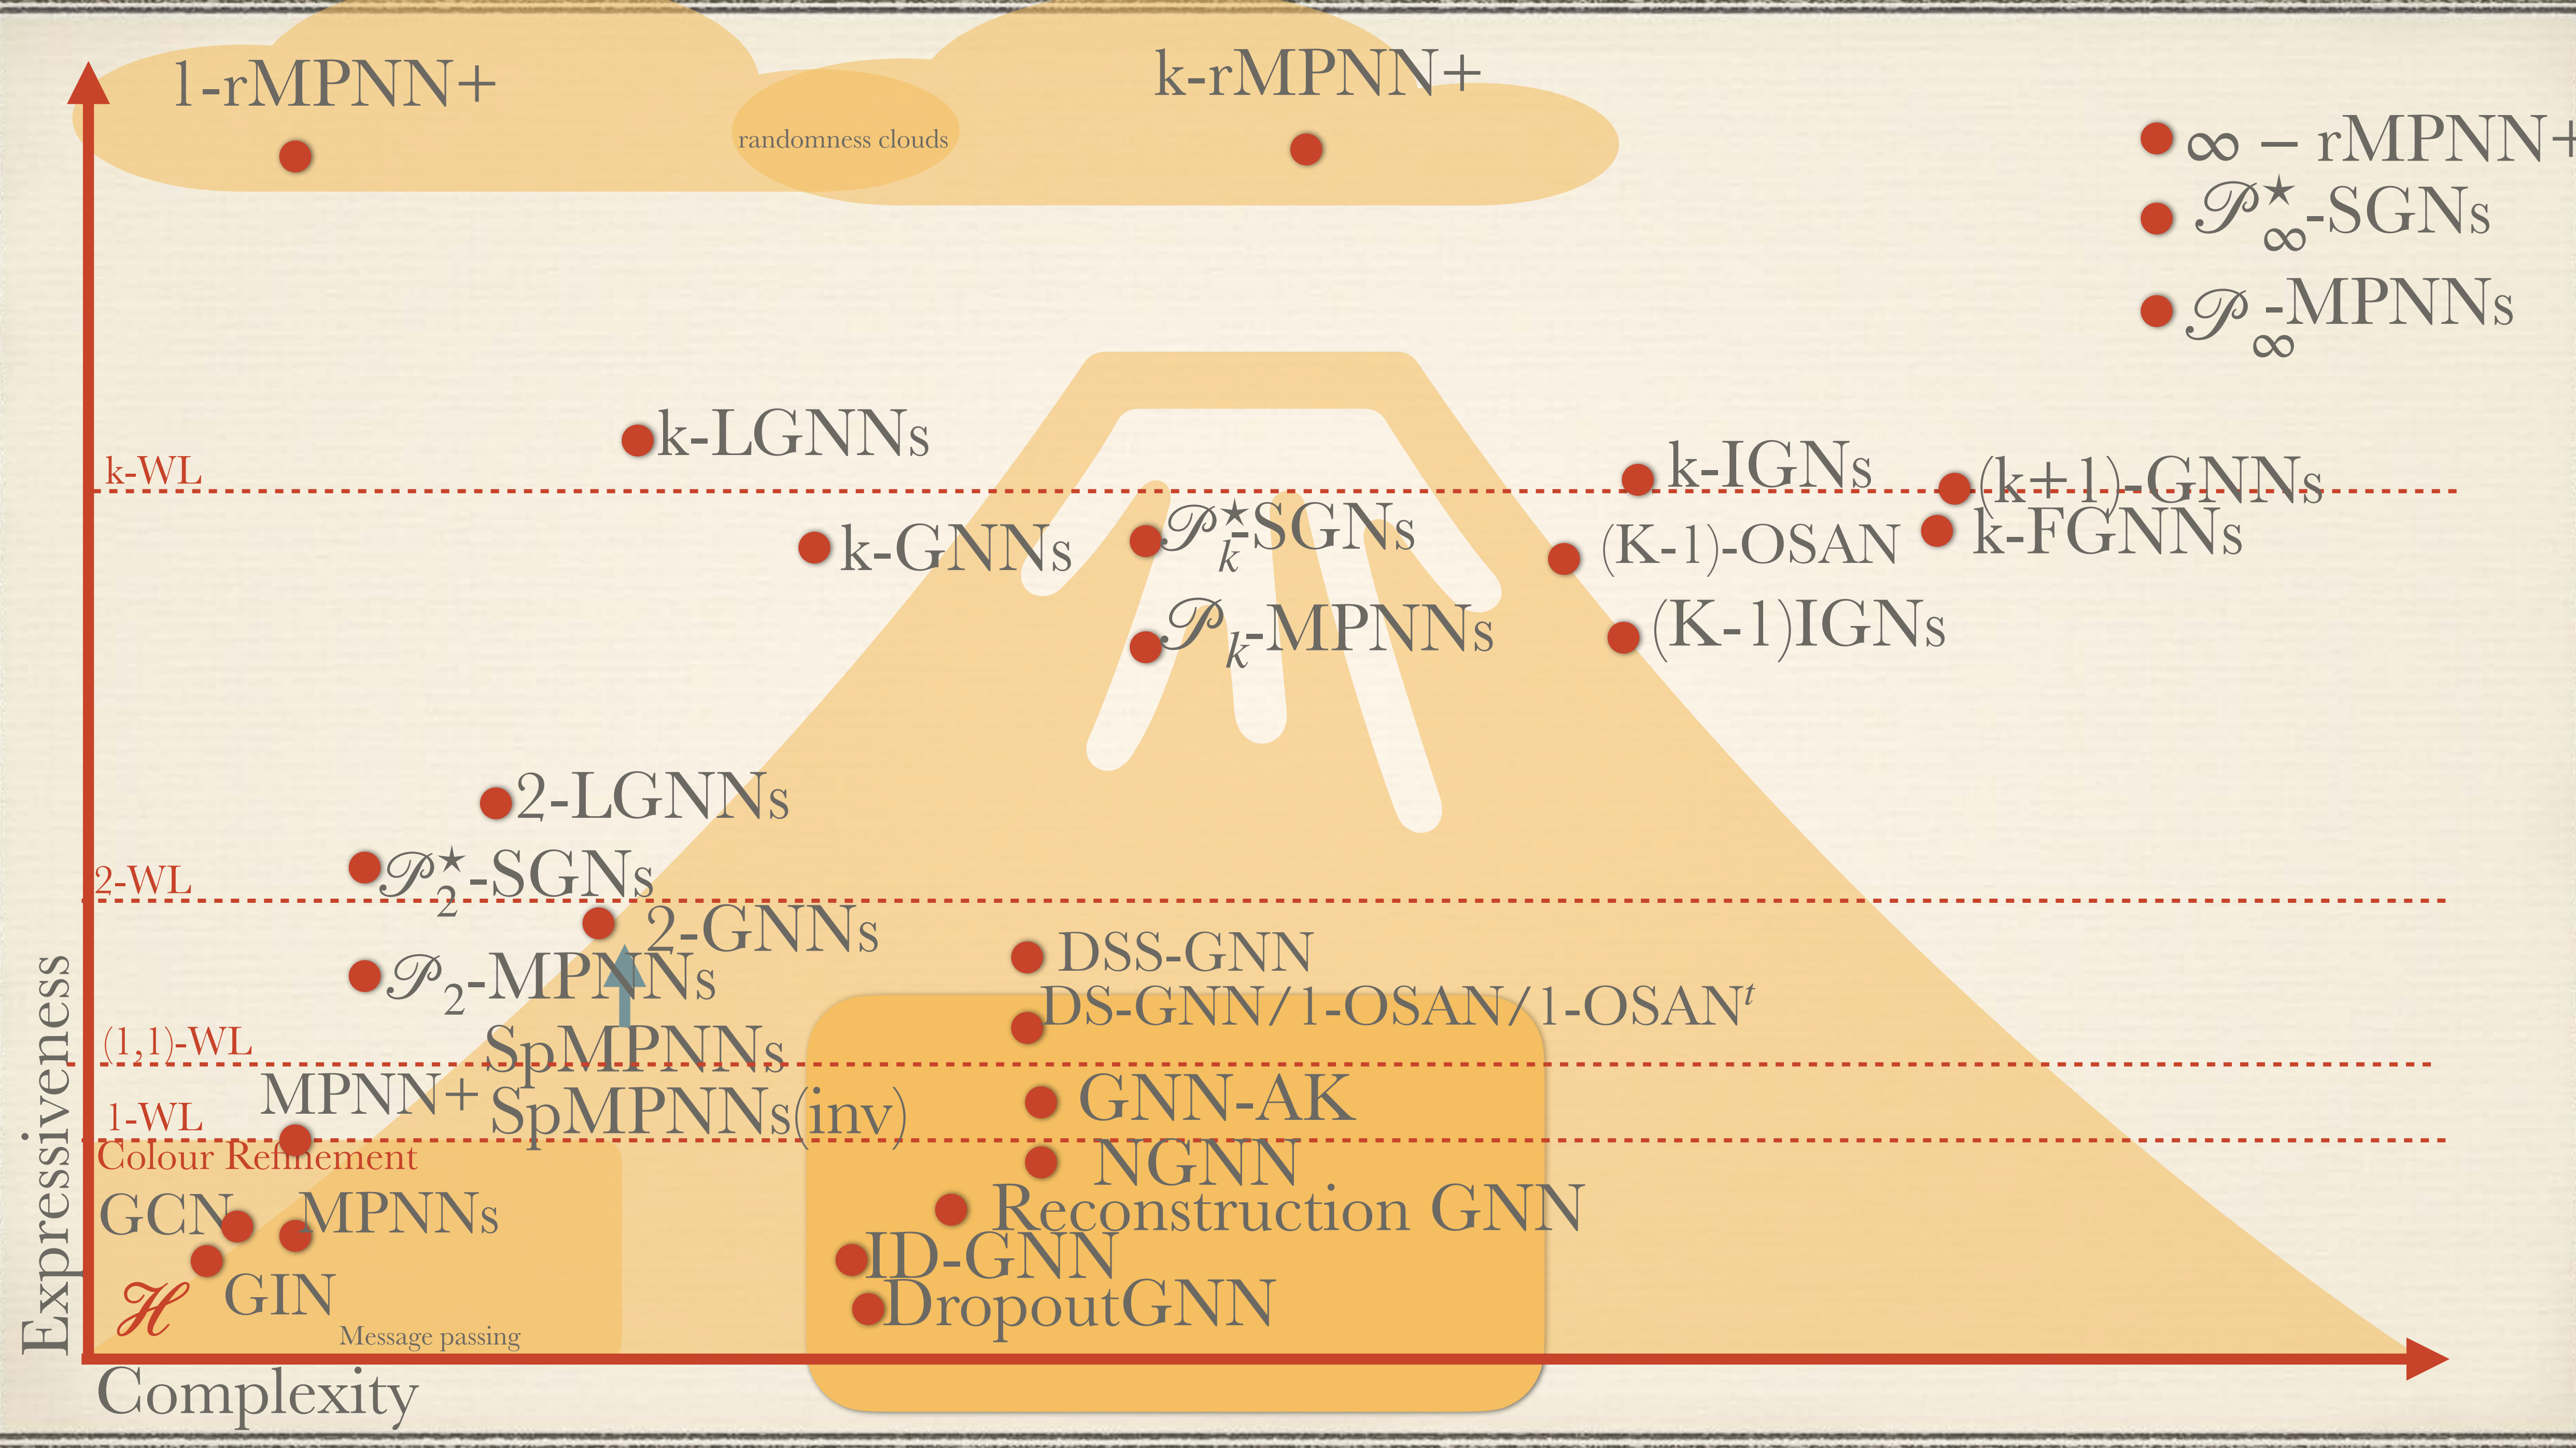 1-rMPNN+
k-rMPNN+
randomness clouds
∞ – rMPNN+
𝒫★∞-SGNs
𝒫∞-MPNNs
k-LGNNs
k-WL
k-IGNs
(k+1)-GNNs
k-GNNs
𝒫★k-SGNs
(K-1)-OSAN
k-FGNNs
𝒫k-MPNNs
(K-1)IGNs
2-LGNNs
𝒫★2-SGNs
2-WL
2-GNNs
DSS-GNN
𝒫2-MPNNs
DS-GNN/1-OSAN/1-OSANᵗ
(1,1)-WL
SpMPNNs
MPNN+
SpMPNNs(inv)
GNN-AK
1-WL
Colour Refinement
NGNN
GCN
MPNNs
Reconstruction GNN
ID-GNN
ℋ
GIN
DropoutGNN
Message passing
Expressiveness
Complexity